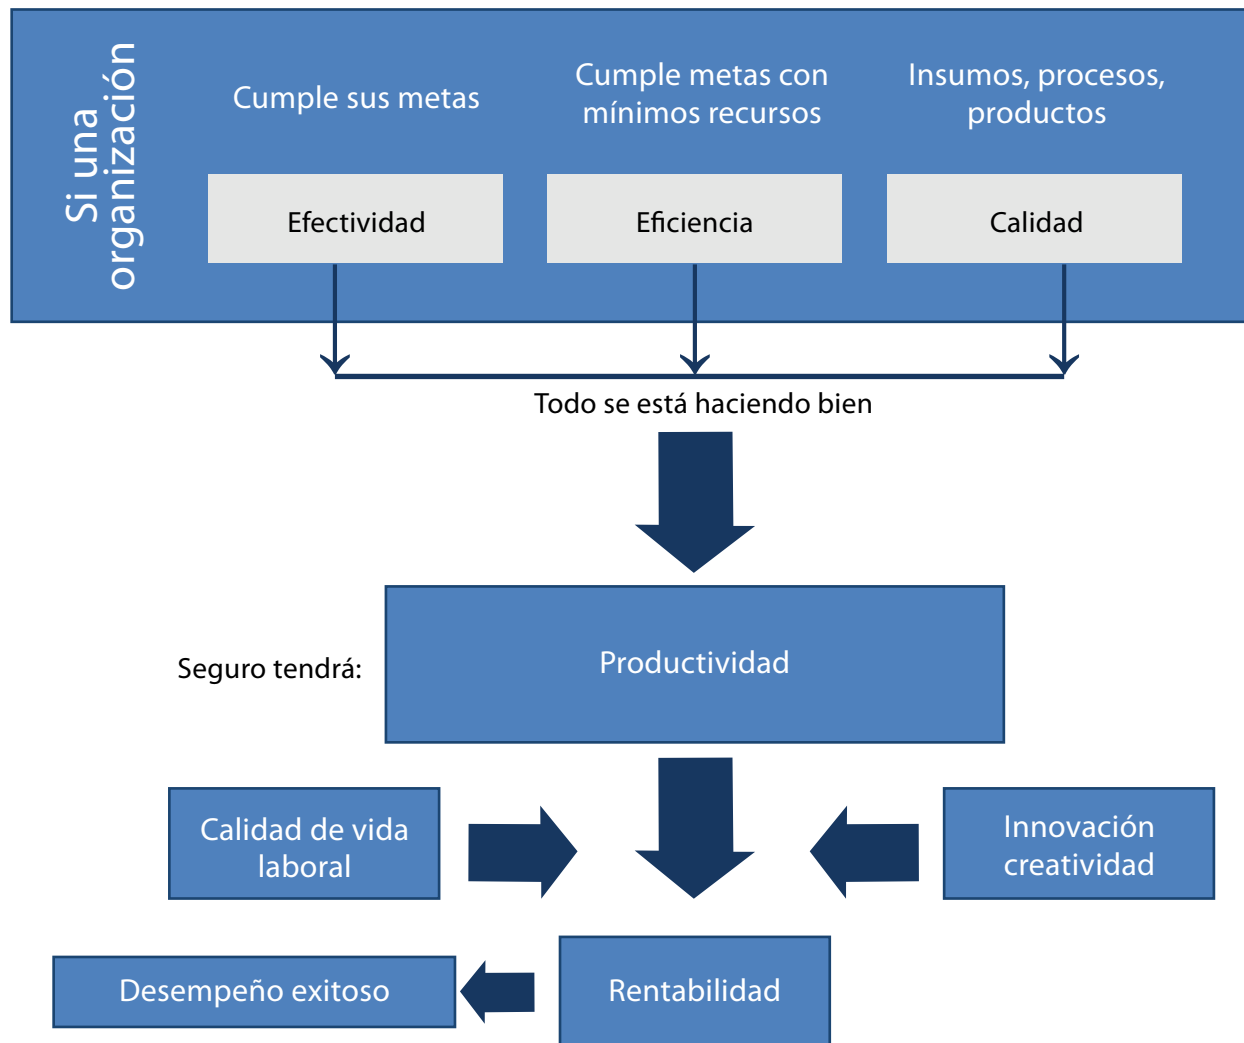 Si una
organización
Cumple sus metas
Cumple metas con
mínimos recursos
Insumos, procesos,
productos
Efectividad
Eficiencia
Calidad
Todo se está haciendo bien
Seguro tendrá:
Productividad
Calidad de vida
laboral
Innovación
creatividad
Desempeño exitoso
Rentabilidad